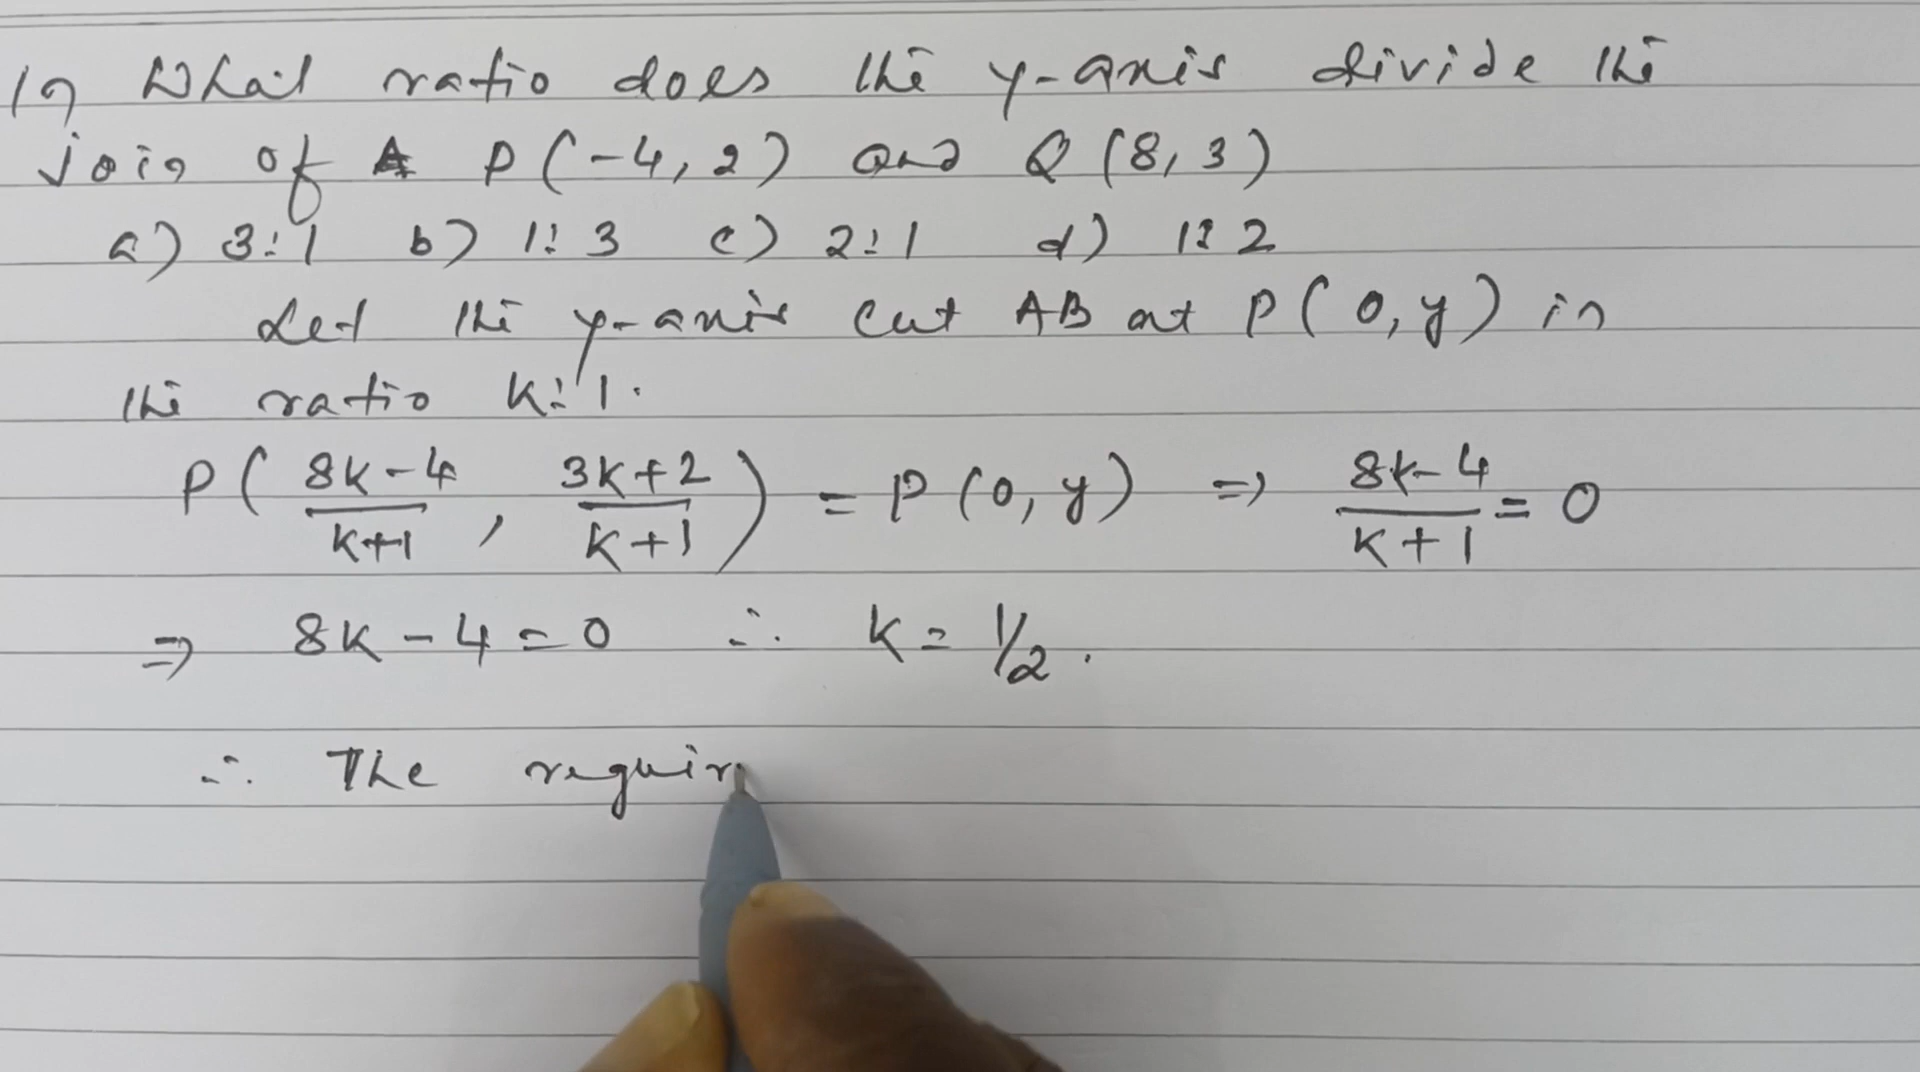 19 What ratio does the y-axis divide the
join of P(-4, 2) and Q (8, 3)
a) 3:1 b) 1:3 c) 2:1 d) 1:2
Let the y-axis cut AB at P(0, y) in
the ratio k:1.
P( 8k-4/k+1 , 3k+2/k+1 ) = P(0, y) => 8k-4/k+1 = 0
=> 8k - 4 = 0 ∴ k = 1/2.
∴ The requir